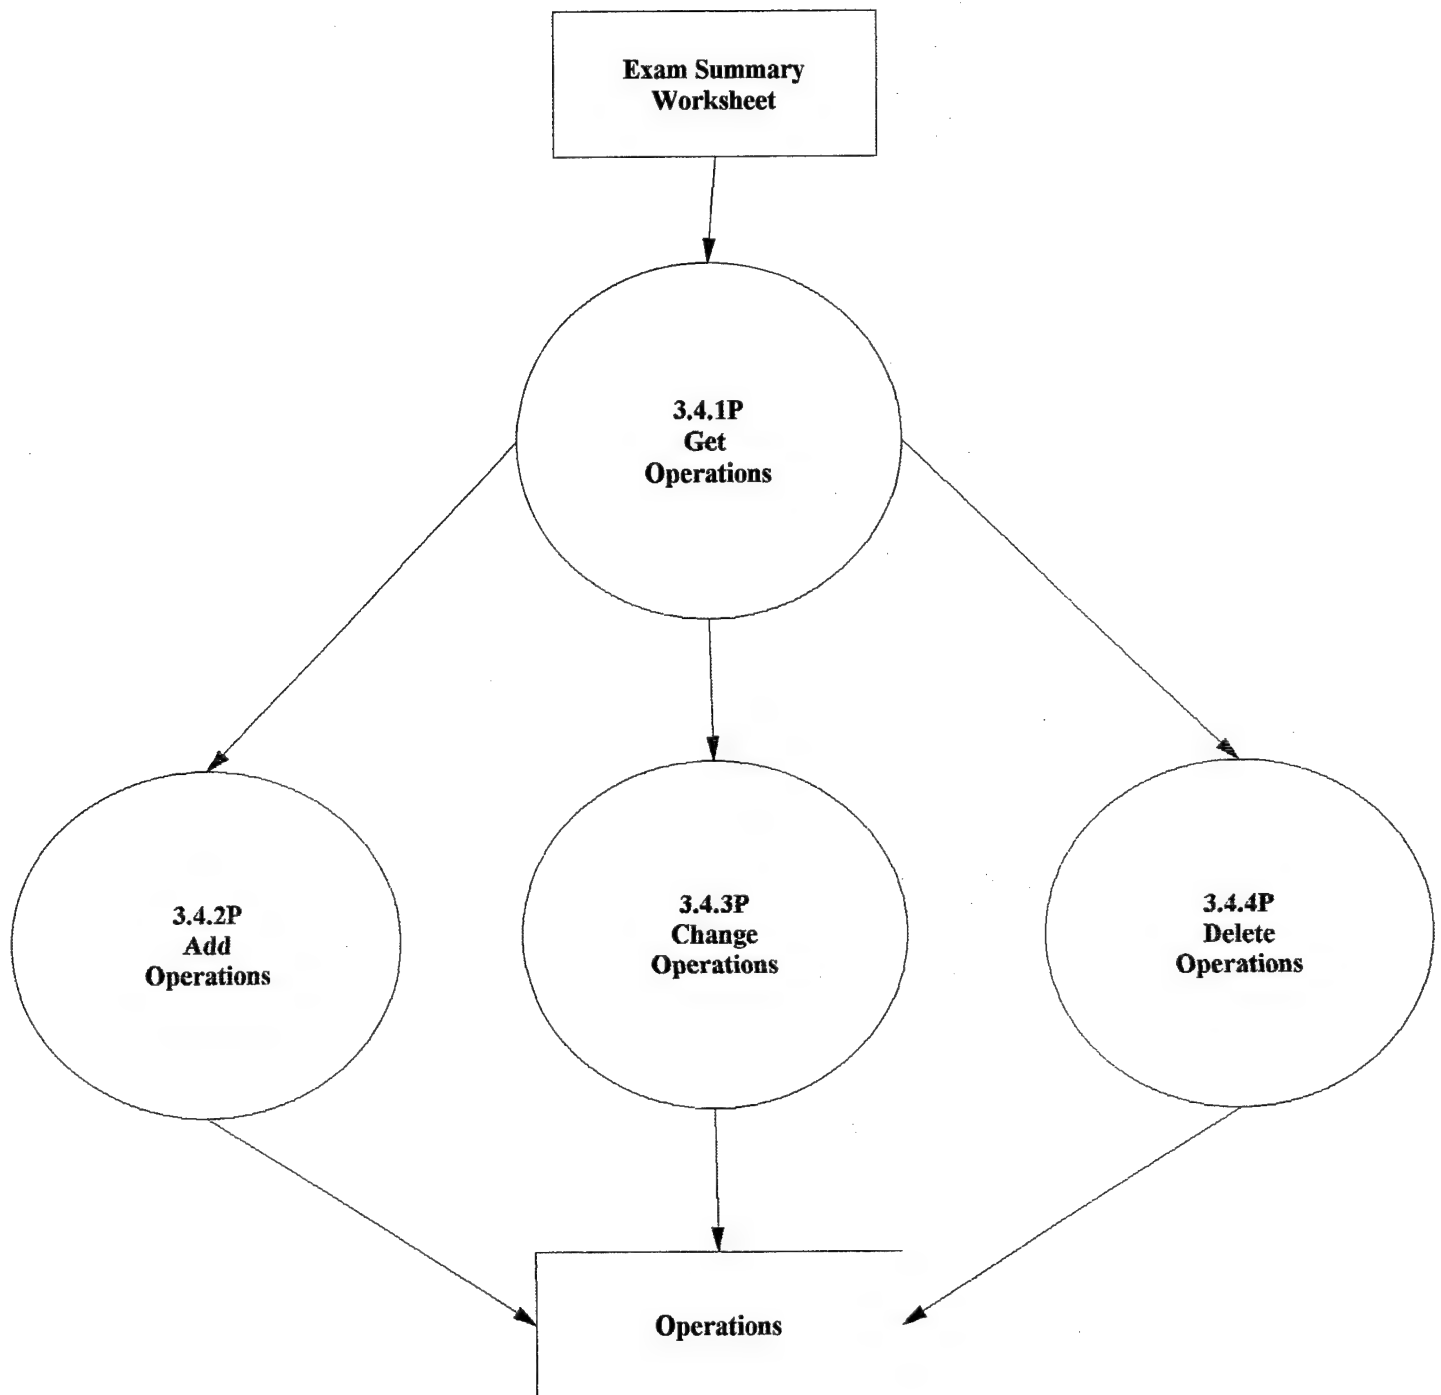 Exam Summary
Worksheet
3.4.1P
Get
Operations
3.4.2P
Add
Operations
3.4.3P
Change
Operations
3.4.4P
Delete
Operations
Operations